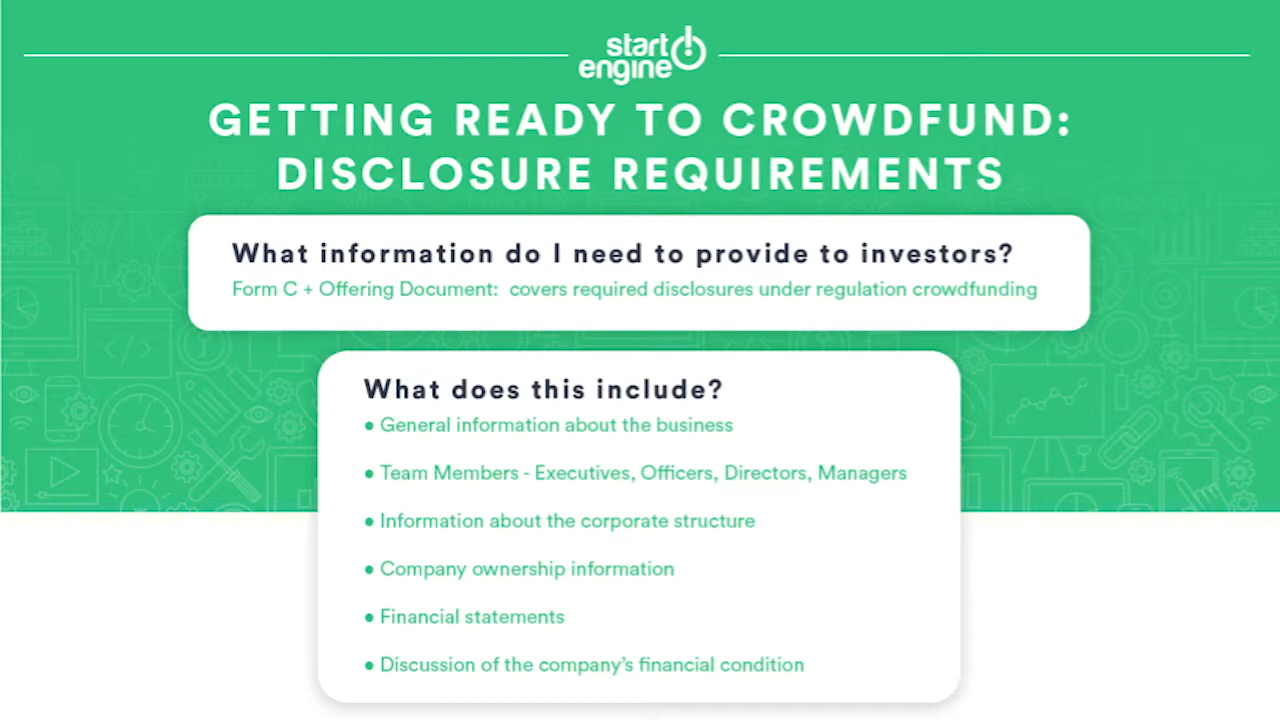 start
engine
GETTING READY TO CROWDFUND:
DISCLOSURE REQUIREMENTS
What information do I need to provide to investors?
Form C + Offering Document: covers required disclosures under regulation crowdfunding
What does this include?
• General information about the business
• Team Members - Executives, Officers, Directors, Managers
• Information about the corporate structure
• Company ownership information
• Financial statements
• Discussion of the company’s financial condition